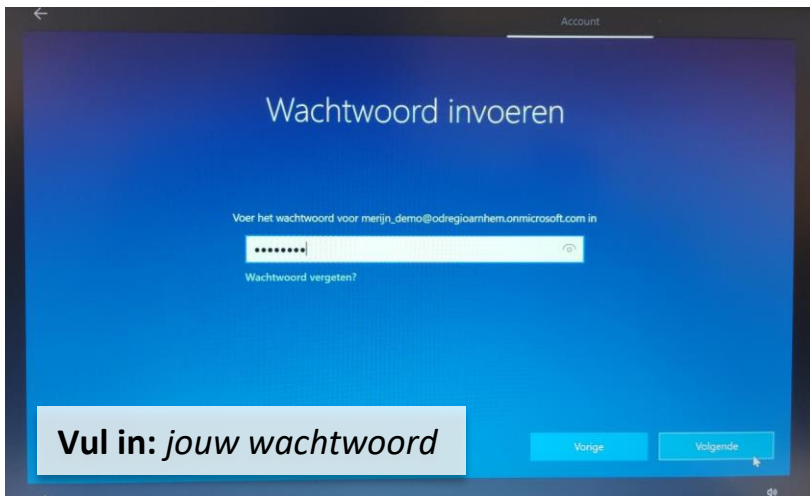 Account
Wachtwoord invoeren
Voer het wachtwoord voor merijn_demo@odregioarnhem.onmicrosoft.com in
••••••••
Wachtwoord vergeten?
Vul in: jouw wachtwoord
Vorige
Volgende